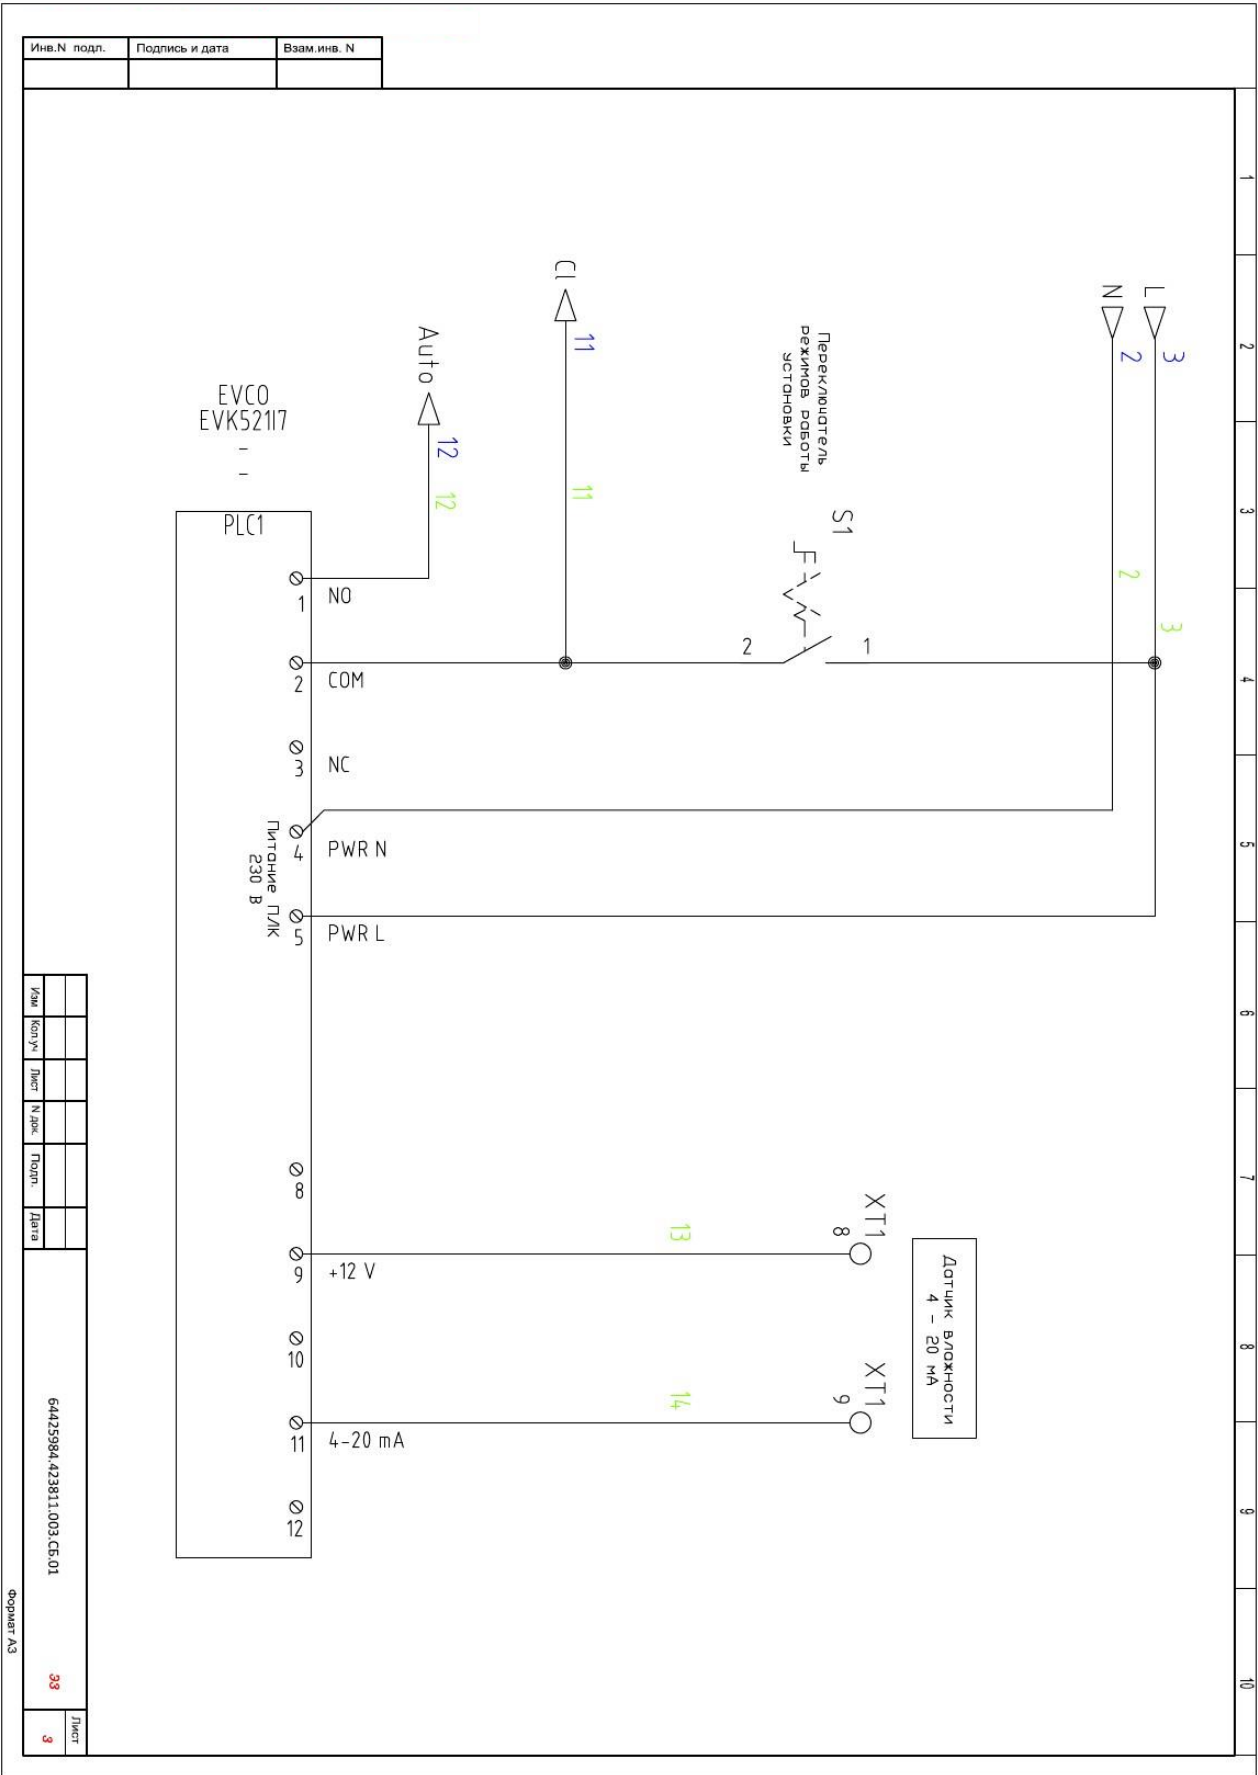 Инв.N подл.
Подпись и дата
Взам.инв. N
1
2
3
4
5
6
7
8
9
10
L
3
3
N
2
2
Переключатель
режимов работы
установки
S1
1
2
Cl
11
11
Auto
12
12
EVCO
EVK521I7
-
-
PLC1
1
NO
2
COM
3
NC
4
PWR N
5
PWR L
Питание ПЛК
230 В
8
9
+12 V
10
11
4-20 mA
12
13
14
XT1
8
XT1
9
Датчик влажности
4 - 20 мА
Изм
Кол.уч
Лист
N док.
Подп.
Дата
64425984.423811.003.СБ.01
ЭЗ
Лист
3
Формат А3